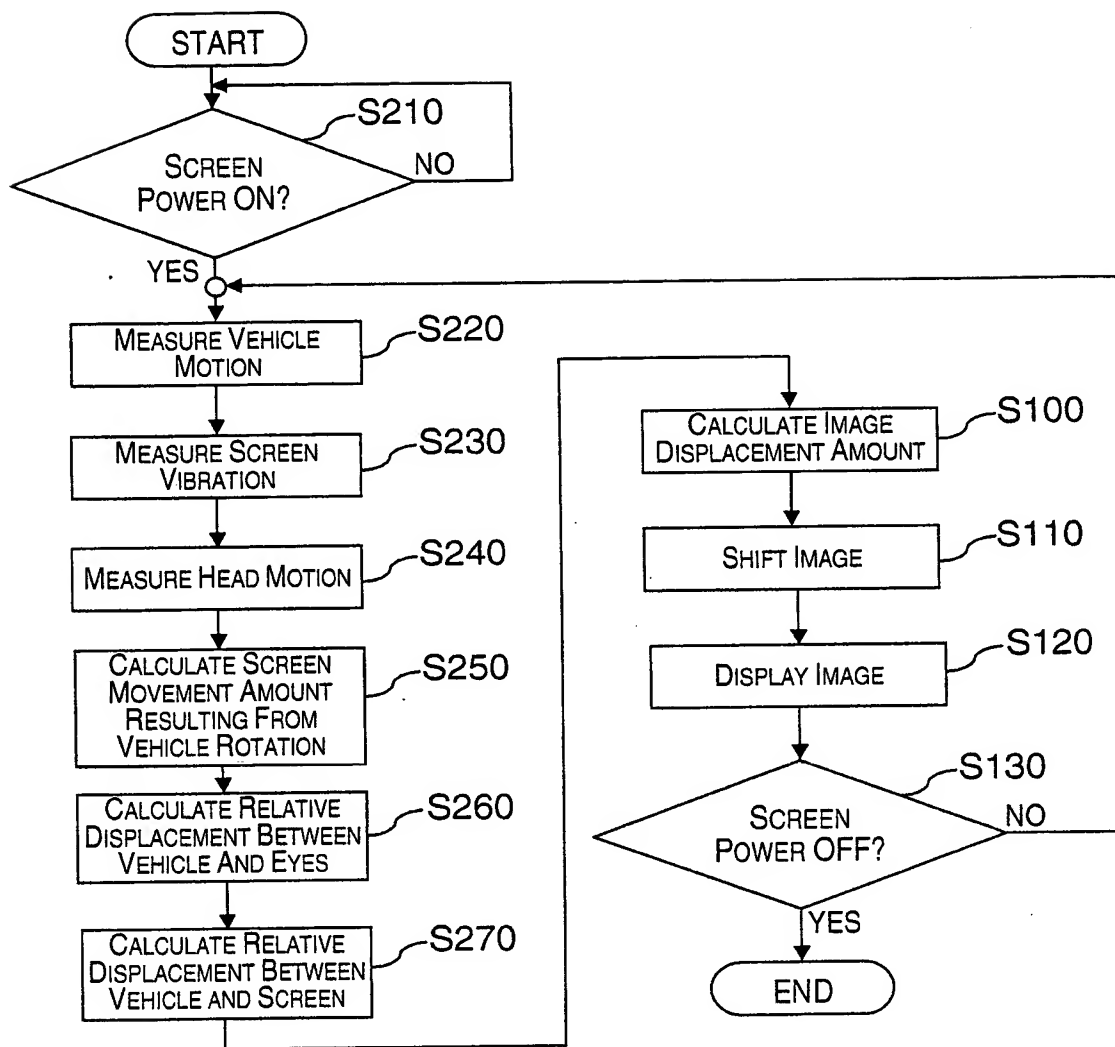 START
S210
SCREEN
POWER ON?
NO
YES
MEASURE VEHICLE
MOTION
S220
MEASURE SCREEN
VIBRATION
S230
MEASURE HEAD MOTION
S240
CALCULATE SCREEN
MOVEMENT AMOUNT
RESULTING FROM
VEHICLE ROTATION
S250
CALCULATE RELATIVE
DISPLACEMENT BETWEEN
VEHICLE AND EYES
S260
CALCULATE RELATIVE
DISPLACEMENT BETWEEN
VEHICLE AND SCREEN
S270
CALCULATE IMAGE
DISPLACEMENT AMOUNT
S100
SHIFT IMAGE
S110
DISPLAY IMAGE
S120
S130
SCREEN
POWER OFF?
NO
YES
END